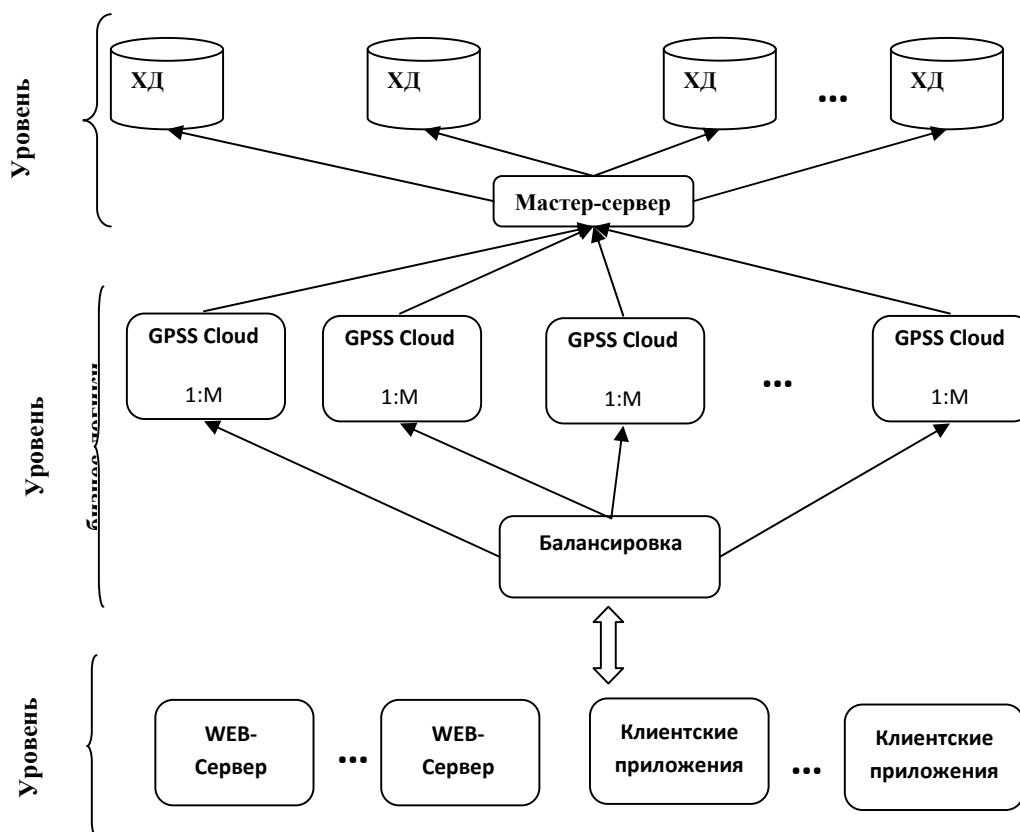 ХД
ХД
ХД
...
ХД
Уровень
Мастер-сервер
GPSS Cloud
1:М
GPSS Cloud
1:М
GPSS Cloud
1:М
...
GPSS Cloud
1:М
Уровень
Балансировка
Уровень
WEB-
Сервер
...
WEB-
Сервер
Клиентские
приложения
...
Клиентские
приложения